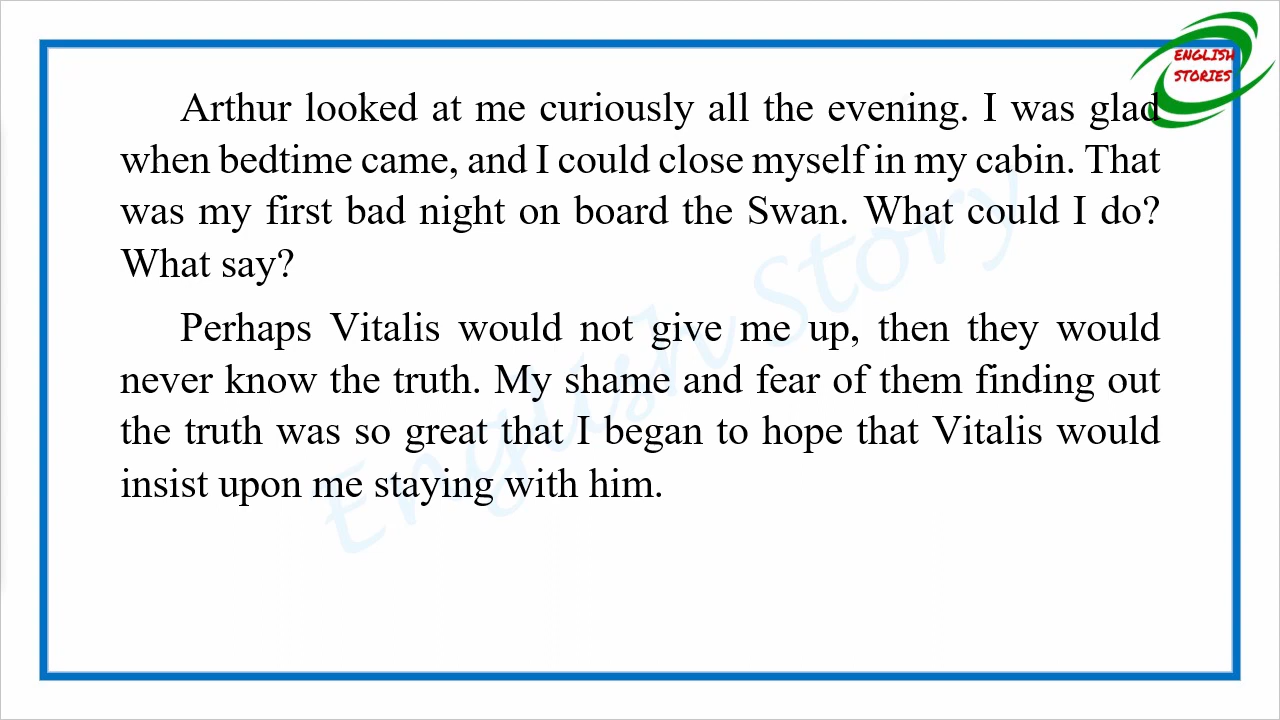 ENGLISH
STORIES
Arthur looked at me curiously all the evening. I was glad
when bedtime came, and I could close myself in my cabin. That
was my first bad night on board the Swan. What could I do?
What say?
Perhaps Vitalis would not give me up, then they would
never know the truth. My shame and fear of them finding out
the truth was so great that I began to hope that Vitalis would
insist upon me staying with him.
English Story